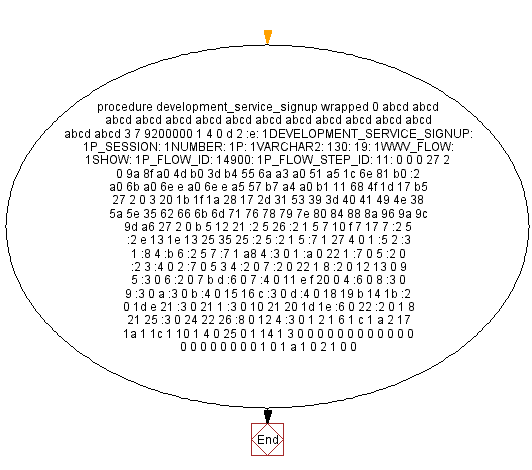 procedure development_service_signup wrapped 0 abcd abcd
abcd abcd abcd abcd abcd abcd abcd abcd abcd abcd abcd
abcd abcd 3 7 9200000 1 4 0 d 2 :e: 1DEVELOPMENT_SERVICE_SIGNUP:
1P_SESSION: 1NUMBER: 1P: 1VARCHAR2: 130: 19: 1WWV_FLOW:
1SHOW: 1P_FLOW_ID: 14900: 1P_FLOW_STEP_ID: 11: 0 0 0 27 2
0 9a 8f a0 4d b0 3d b4 55 6a a3 a0 51 a5 1c 6e 81 b0 :2
a0 6b a0 6e e a0 6e e a5 57 b7 a4 a0 b1 11 68 4f 1d 17 b5
27 2 0 3 20 1b 1f 1a 28 17 2d 31 53 39 3d 40 41 49 4e 38
5a 5e 35 62 66 6b 6d 71 76 78 79 7e 80 84 88 8a 96 9a 9c
9d a6 27 2 0 b 5 12 21 :2 5 26 :2 1 5 7 10 f 7 17 7 :2 5
:2 e 13 1e 13 25 35 25 :2 5 :2 1 5 :7 1 27 4 0 1 :5 2 :3
1 :8 4 :b 6 :2 5 7 :7 1 a8 4 :3 0 1 :a 0 22 1 :7 0 5 :2 0
:2 3 :4 0 2 :7 0 5 3 4 :2 0 7 :2 0 22 1 8 :2 0 12 13 0 9
5 :3 0 6 :2 0 7 b d :6 0 7 :4 0 11 ef 20 0 4 :6 0 8 :3 0
9 :3 0 a :3 0 b :4 0 15 16 c :3 0 d :4 0 18 19 b 14 1b :2
0 1d de 21 :3 0 21 1 :3 0 10 21 20 1d 1e :6 0 22 :2 0 1 8
21 25 :3 0 24 22 26 :8 0 12 4 :3 0 1 2 1 6 1 c 1 a 2 17
1a 1 1c 1 10 1 4 0 25 0 1 14 1 3 0 0 0 0 0 0 0 0 0 0 0
0 0 0 0 0 0 0 0 1 0 1 a 1 0 2 1 0 0
End